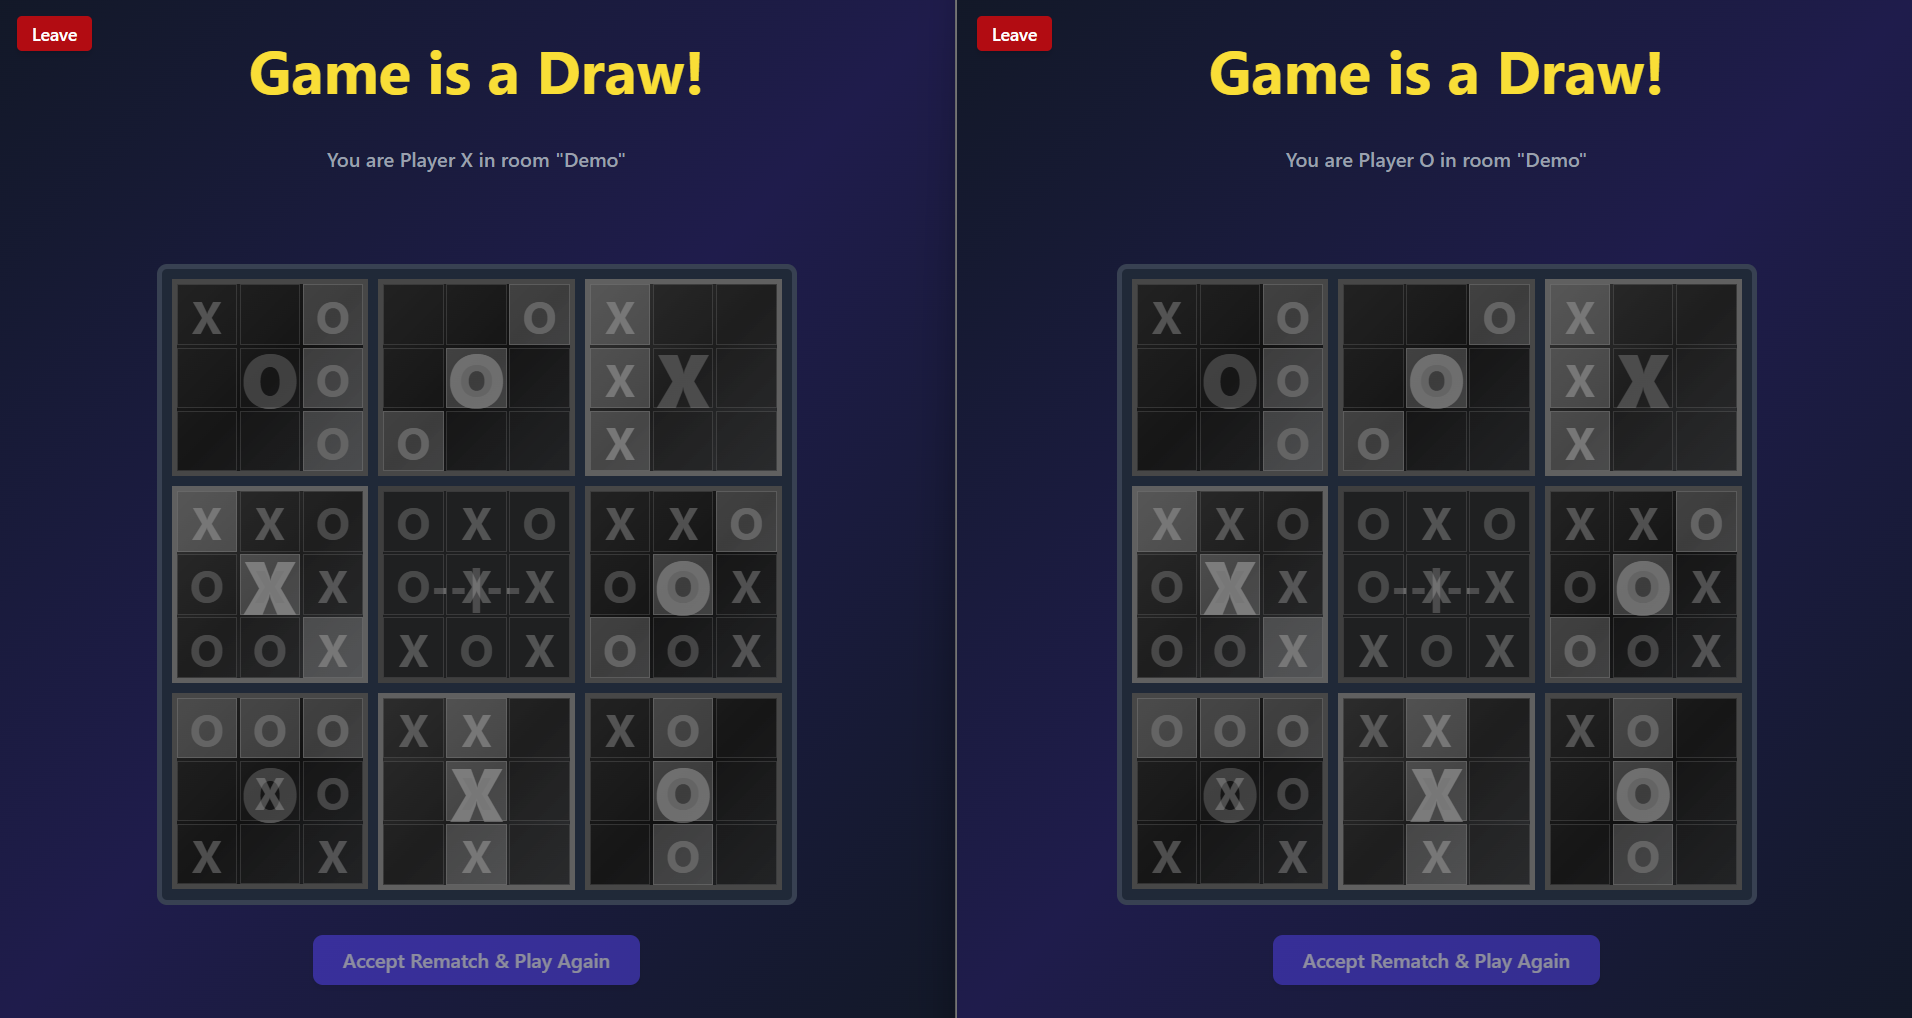 Leave
Game is a Draw!
You are Player X in room "Demo"
X O O X
O O O X X
O O X
X X O O X O X X O
O X X O --X-- X O O X
O O X X O X O O X
O O O X X X O
X O X O
X X X O
Accept Rematch & Play Again
Leave
Game is a Draw!
You are Player O in room "Demo"
X O O X
O O O X X
O O X
X X O O X O X X O
O X X O --X-- X O O X
O O X X O X O O X
O O O X X X O
X O X O
X X X O
Accept Rematch & Play Again